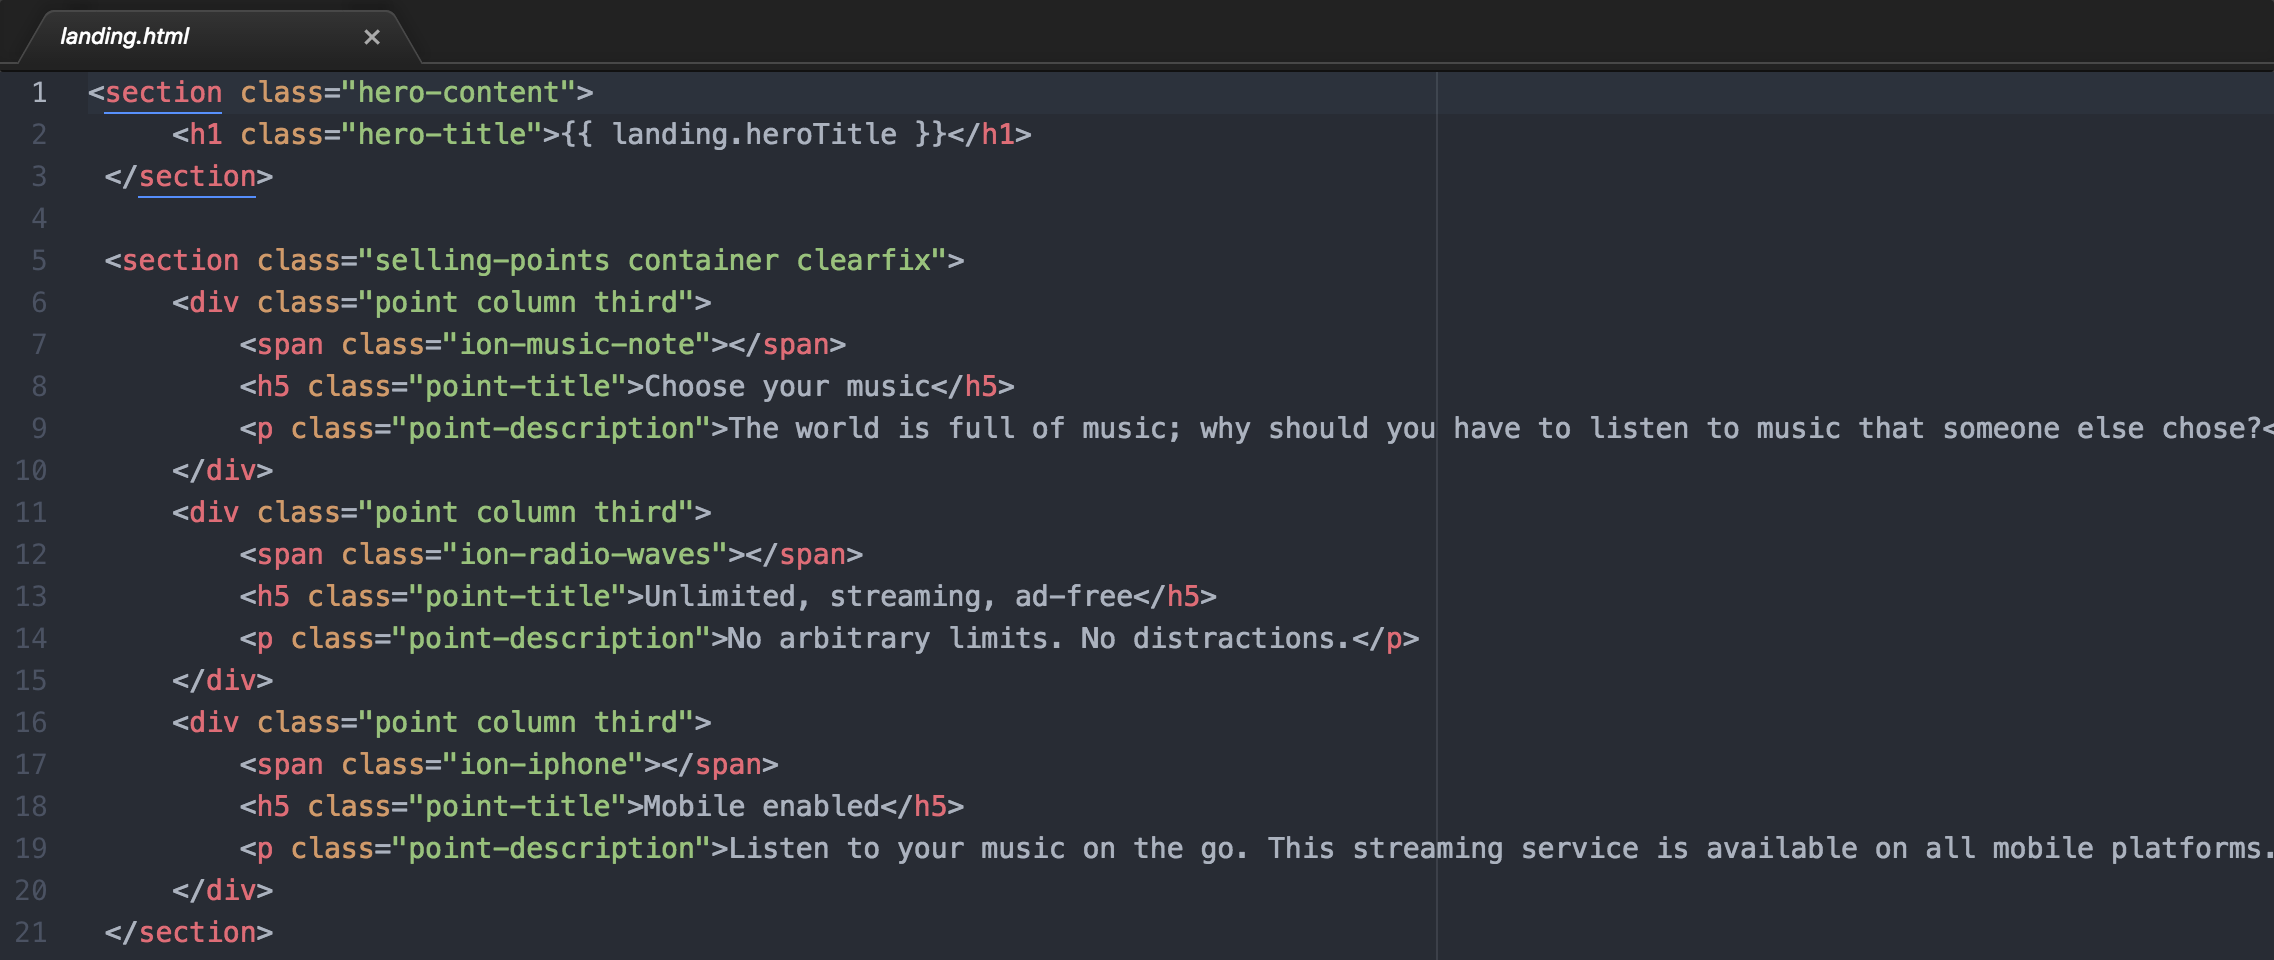 landing.html ×
1 <section class="hero-content">
2 <h1 class="hero-title">{{ landing.heroTitle }}</h1>
3 </section>
4
5 <section class="selling-points container clearfix">
6 <div class="point column third">
7 <span class="ion-music-note"></span>
8 <h5 class="point-title">Choose your music</h5>
9 <p class="point-description">The world is full of music; why should you have to listen to music that someone else chose?<
10 </div>
11 <div class="point column third">
12 <span class="ion-radio-waves"></span>
13 <h5 class="point-title">Unlimited, streaming, ad-free</h5>
14 <p class="point-description">No arbitrary limits. No distractions.</p>
15 </div>
16 <div class="point column third">
17 <span class="ion-iphone"></span>
18 <h5 class="point-title">Mobile enabled</h5>
19 <p class="point-description">Listen to your music on the go. This streaming service is available on all mobile platforms.
20 </div>
21 </section>